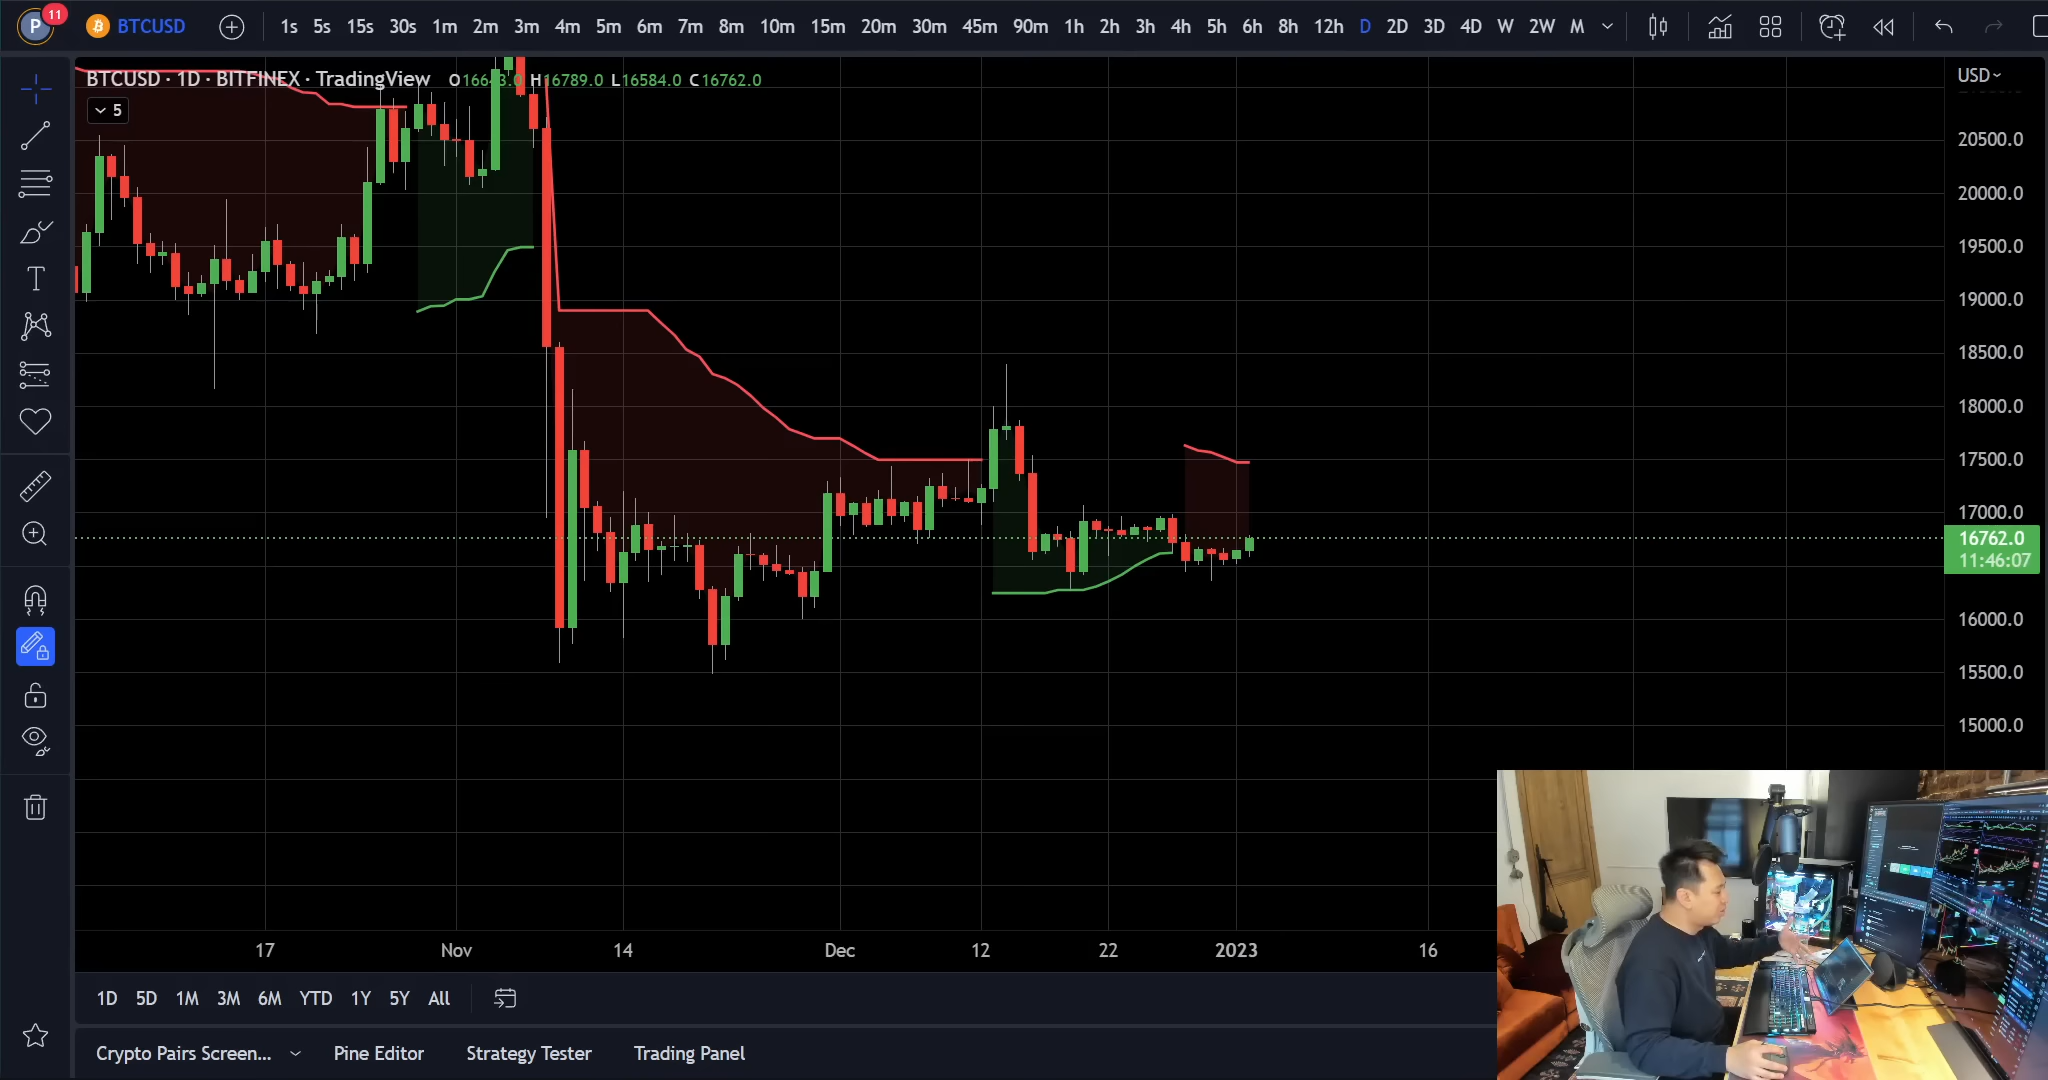 P 11 BTCUSD 1s 5s 15s 30s 1m 2m 3m 4m 5m 6m 7m 8m 10m 15m 20m 30m 45m 90m 1h 2h 3h 4h 5h 6h 8h 12h D 2D 3D 4D W 2W M
BTCUSD · 1D · BITFINEX · TradingView O16643.0 H16789.0 L16584.0 C16762.0
5
USD
20500.0
20000.0
19500.0
19000.0
18500.0
18000.0
17500.0
17000.0
16762.0
11:46:07
16000.0
15500.0
15000.0
17 Nov 14 Dec 12 22 2023 16
1D 5D 1M 3M 6M YTD 1Y 5Y All
Crypto Pairs Screen... Pine Editor Strategy Tester Trading Panel